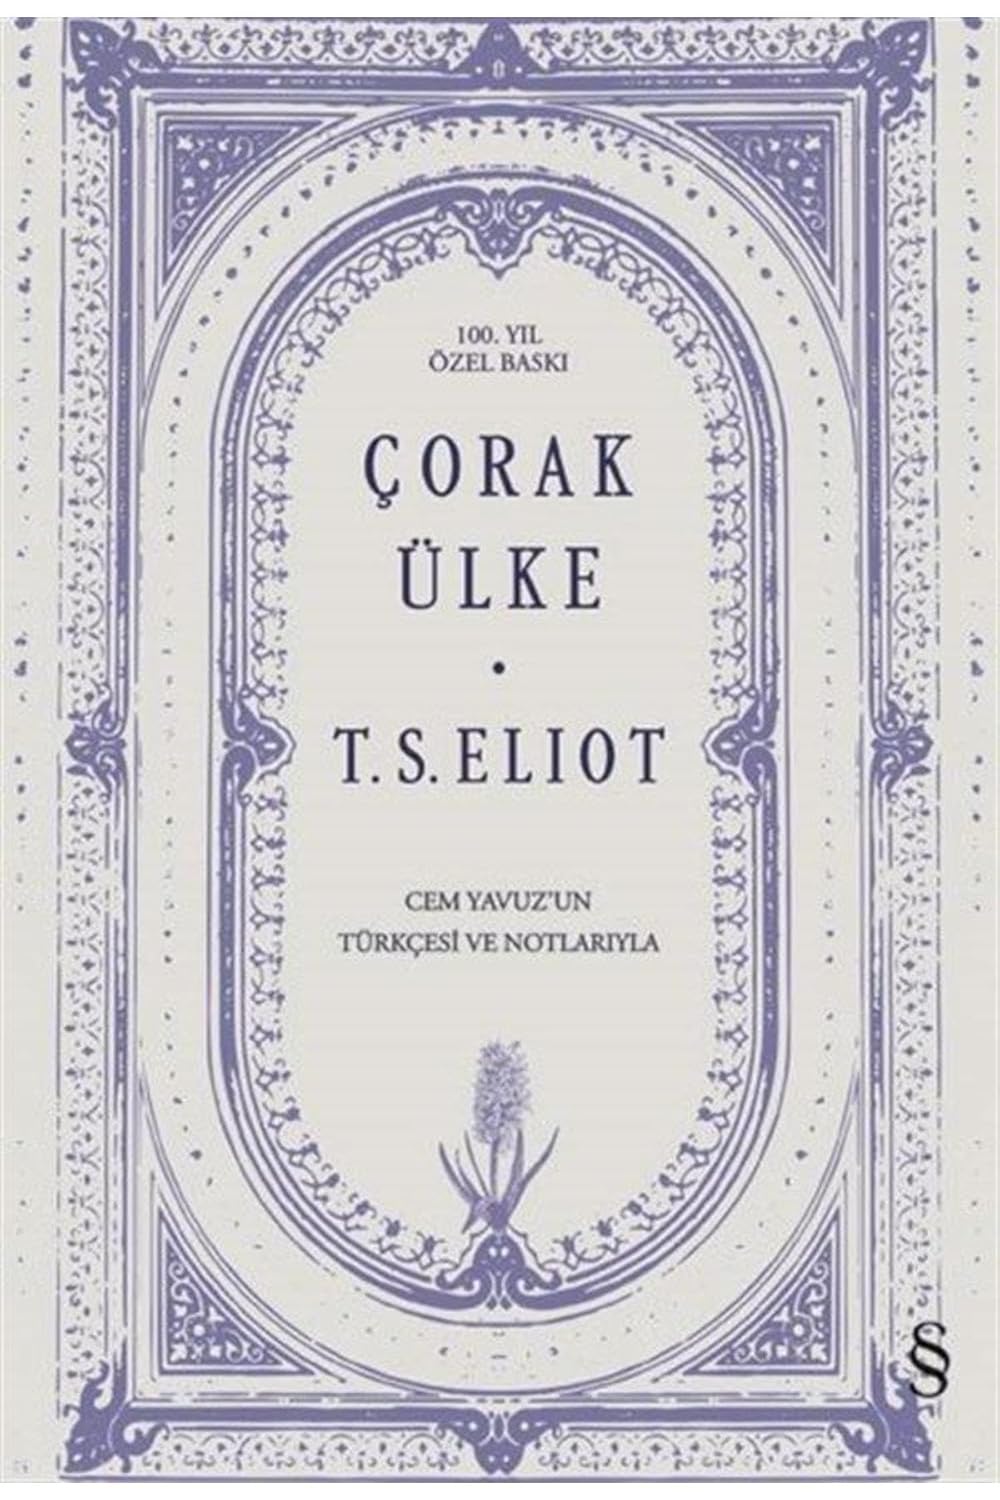 100. YIL
ÖZEL BASKI
ÇORAK
ÜLKE
•
T. S. ELIOT
CEM YAVUZ'UN
TÜRKÇESİ VE NOTLARIYLA
§